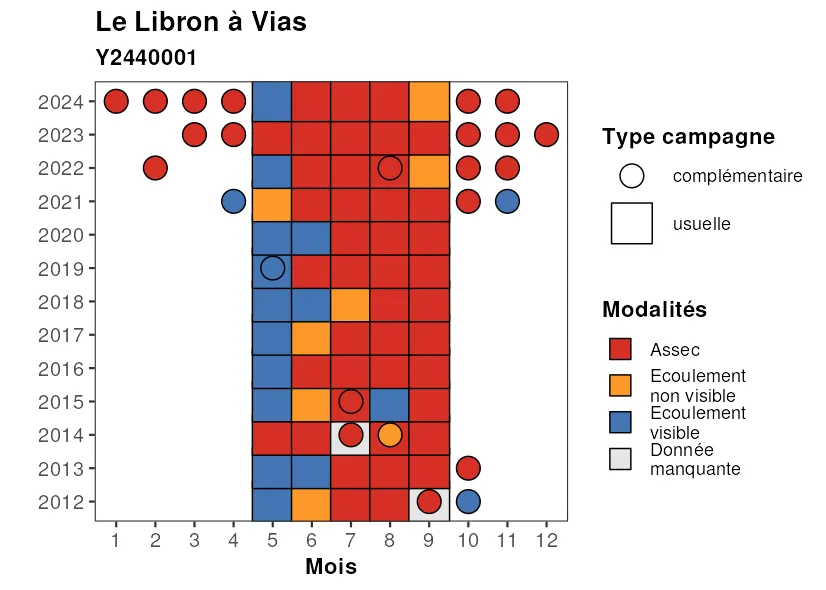 Le Libron à Vias
Y2440001
2024
2023
2022
2021
2020
2019
2018
2017
2016
2015
2014
2013
2012
1 2 3 4 5 6 7 8 9 10 11 12
Mois
Type campagne
complémentaire
usuelle
Modalités
Assec
Ecoulement
non visible
Ecoulement
visible
Donnée
manquante